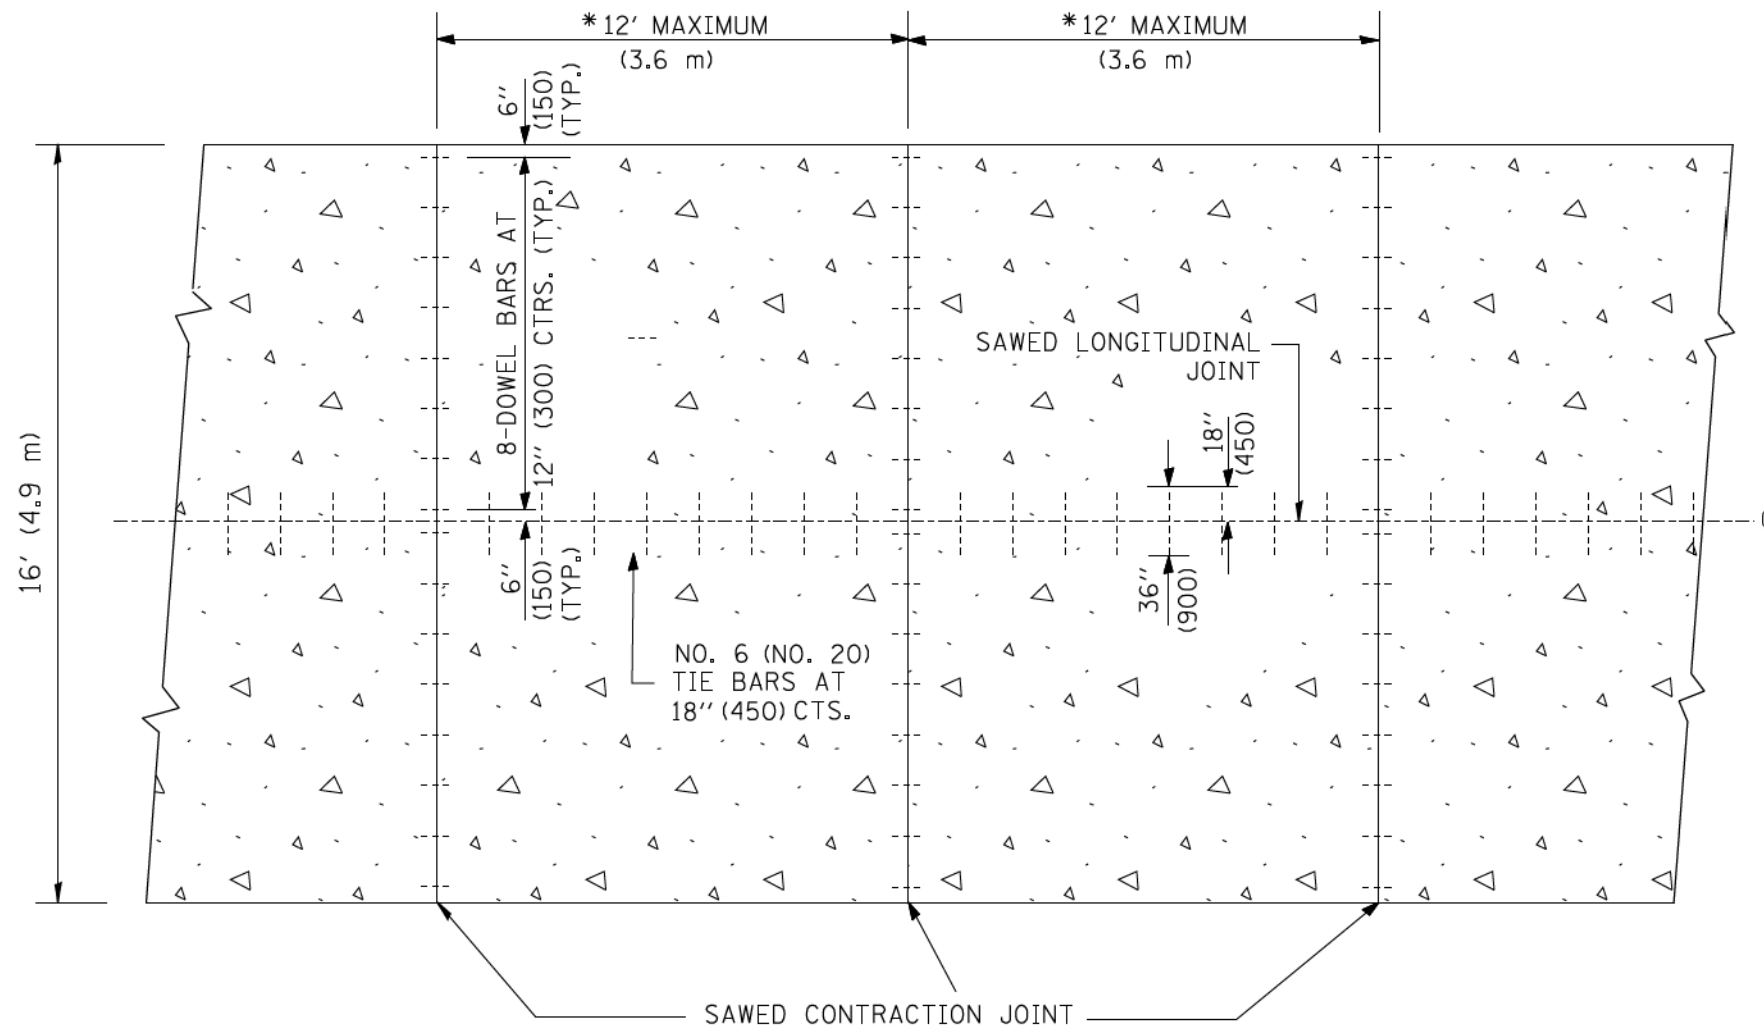 *12' MAXIMUM
(3.6 m)
*12' MAXIMUM
(3.6 m)
6"
(150)
(TYP.)
16' (4.9 m)
8-DOWEL BARS AT
12" (300) CTRS. (TYP.)
SAWED LONGITUDINAL
JOINT
18"
(450)
6"
(150)
(TYP.)
36"
(900)
NO. 6 (NO. 20)
TIE BARS AT
18" (450) CTS.
SAWED CONTRACTION JOINT